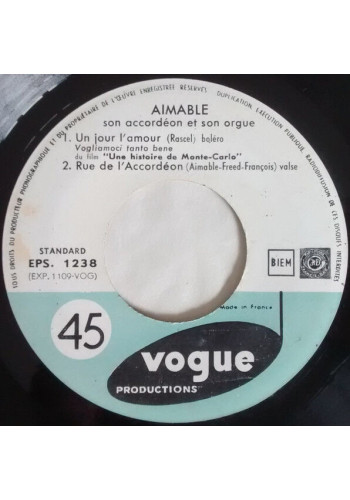 TOUS DROITS DU PRODUCTEUR PHONOGRAPHIQUE ET DU PROPRIÉTAIRE DE L'ŒUVRE ENREGISTRÉE RÉSERVÉS. DUPLICATION, EXÉCUTION PUBLIQUE, RADIODIFFUSION DE CES DISQUES INTERDITES
AIMABLE
son accordéon et son orgue
1. Un jour l'amour (Rascel) boléro
Vogliamoci tanto bene
du film "Une histoire de Monte-Carlo"
2. Rue de l'Accordéon (Aimable-Freed-François) valse
STANDARD
EPS. 1238
(EXP. 1109-VOG)
BIEM
Made in France
45
vogue
PRODUCTIONS